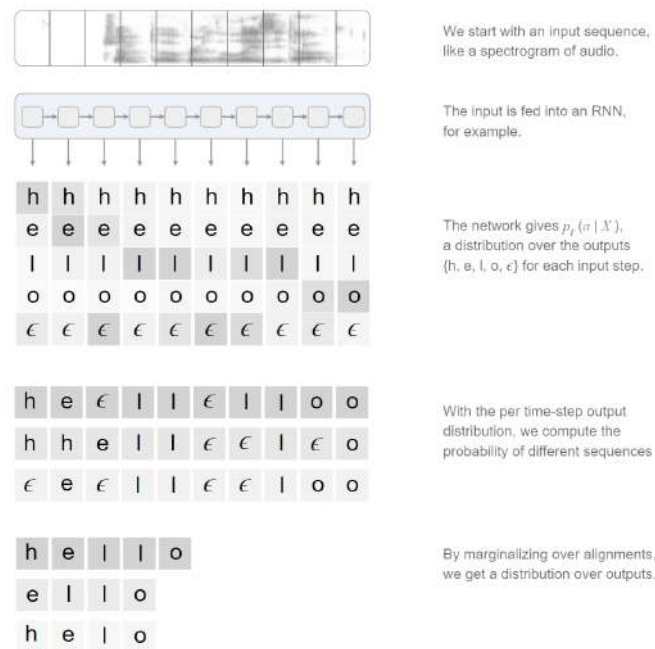 We start with an input sequence,
like a spectrogram of audio.
The input is fed into an RNN,
for example.
h h h h h h h h h h
e e e e e e e e e e
l l l l l l l l l l
o o o o o o o o o o
ϵ ϵ ϵ ϵ ϵ ϵ ϵ ϵ ϵ ϵ
The network gives pₜ (a | X),
a distribution over the outputs
{h, e, l, o, ϵ} for each input step.
h e ϵ l l ϵ l l o o
h h e l l ϵ ϵ l ϵ o
ϵ e ϵ l l ϵ ϵ l o o
With the per time-step output
distribution, we compute the
probability of different sequences
h e l l o
e l l o
h e l o
By marginalizing over alignments,
we get a distribution over outputs.